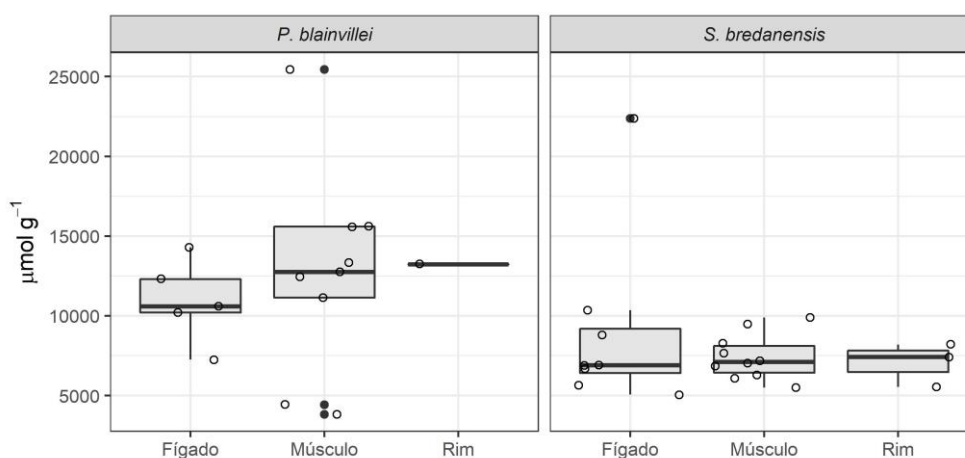 P. blainvillei
S. bredanensis
25000
20000
15000
10000
5000
µmol g⁻¹
Fígado Músculo Rim
Fígado Músculo Rim